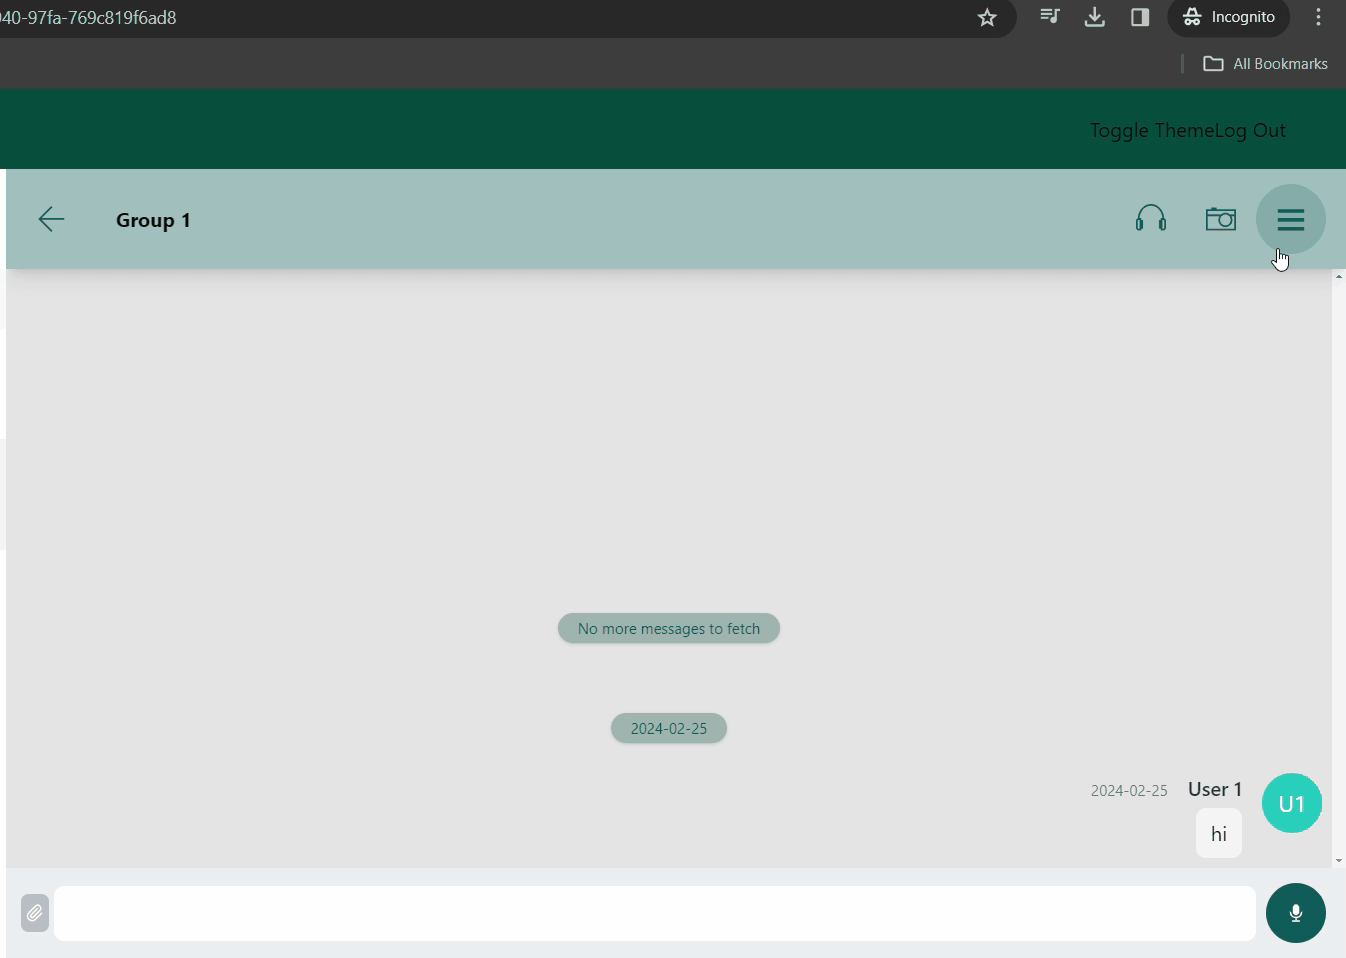 940-97fa-769c819f6ad8
Incognito
All Bookmarks
Toggle ThemeLog Out
Group 1
No more messages to fetch
2024-02-25
2024-02-25 User 1
U1
hi